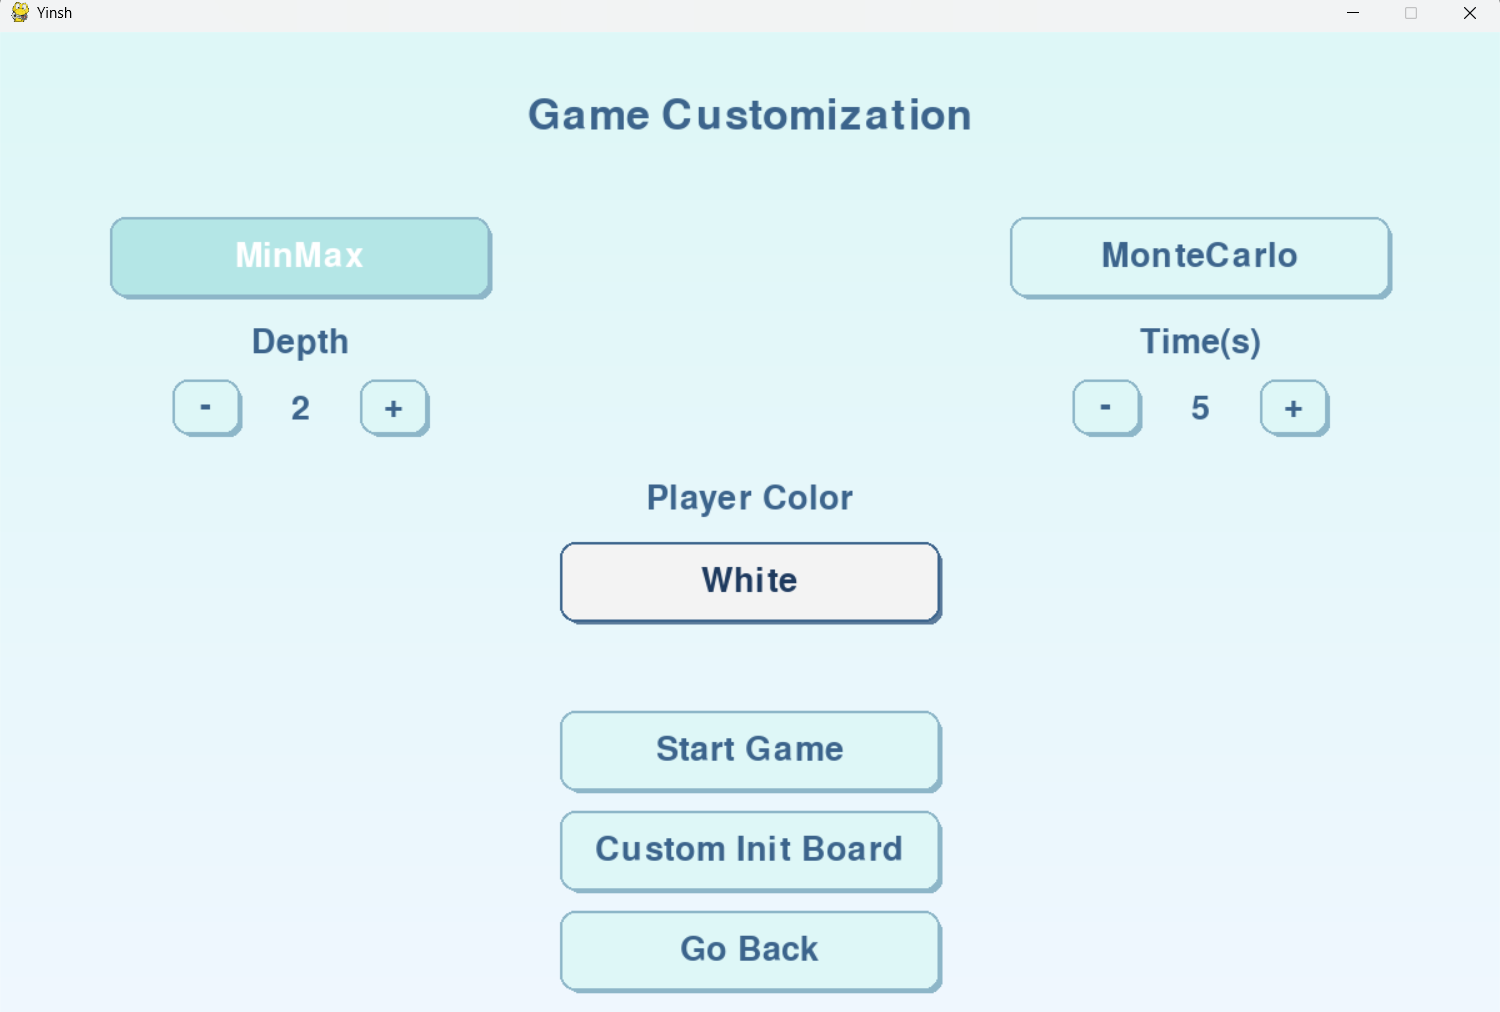 Yinsh
Game Customization
MinMax
MonteCarlo
Depth
Time(s)
- 2 +
- 5 +
Player Color
White
Start Game
Custom Init Board
Go Back